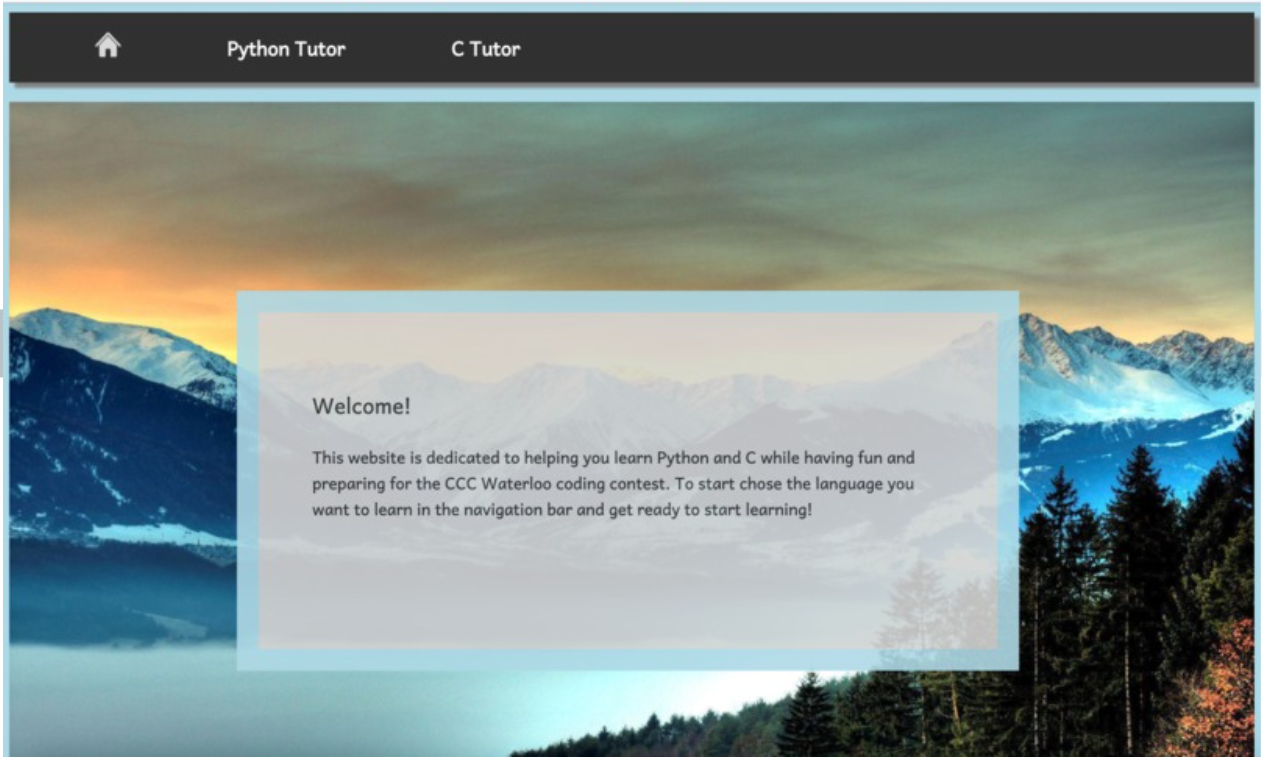 Python Tutor
C Tutor
Welcome!
This website is dedicated to helping you learn Python and C while having fun and
preparing for the CCC Waterloo coding contest. To start chose the language you
want to learn in the navigation bar and get ready to start learning!